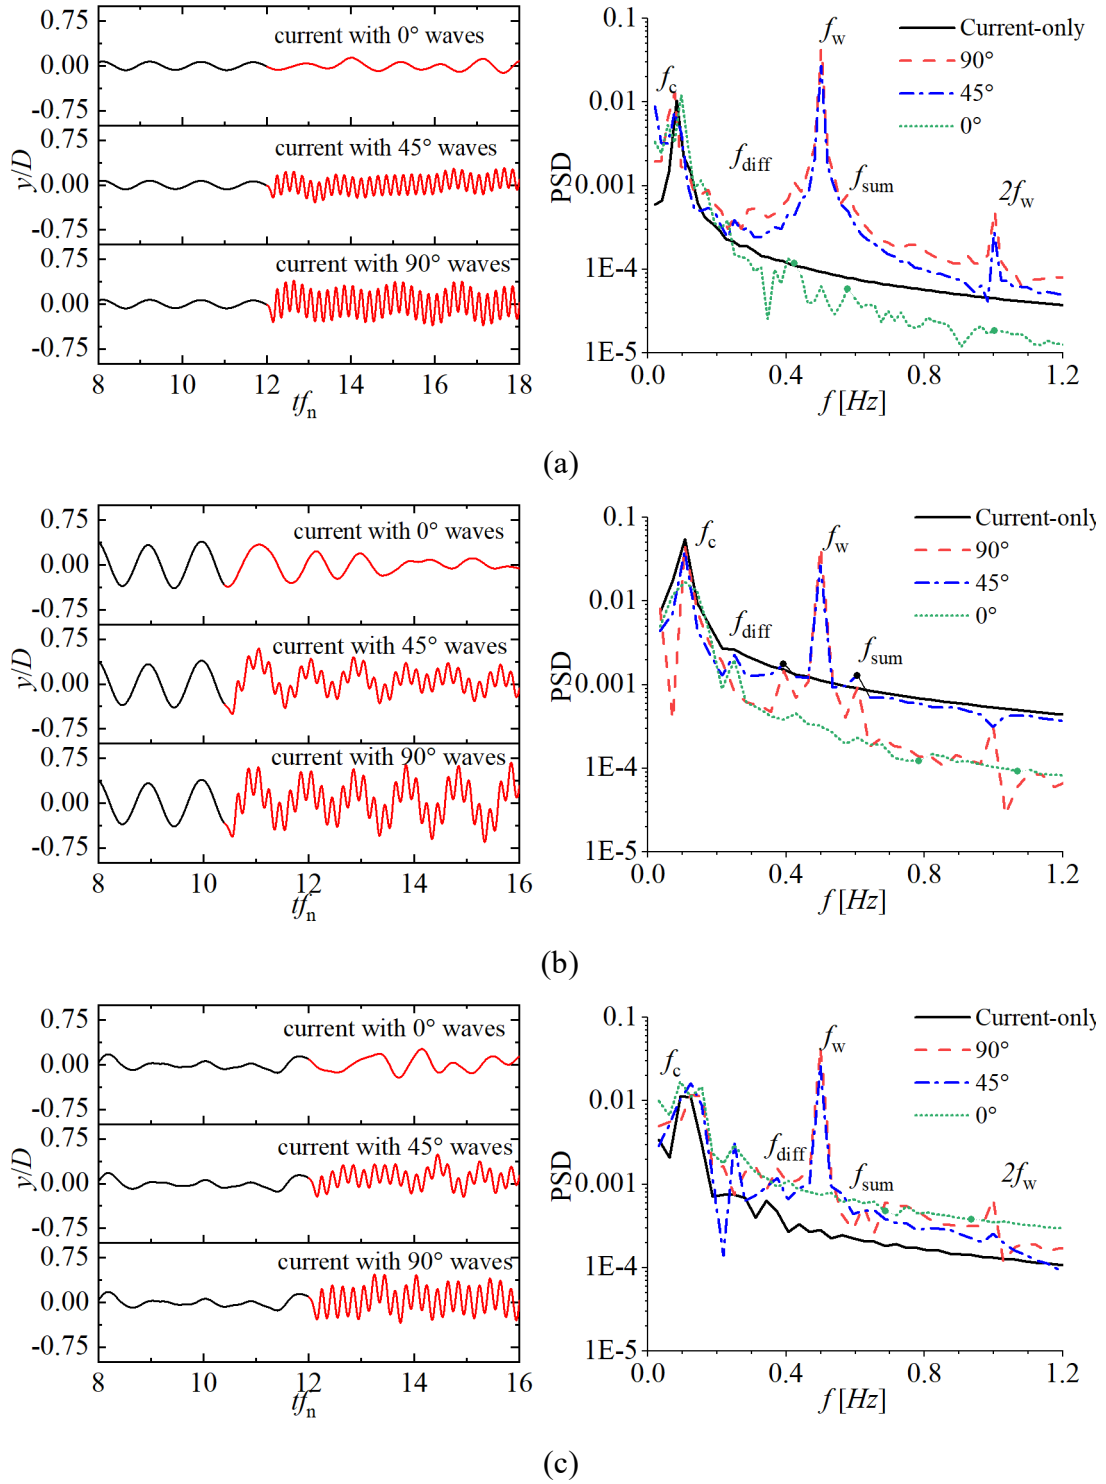 0.75
0.00
-0.75
0.00
-0.75
0.75
0.00
-0.75
0.75
y/D
current with 0° waves
current with 45° waves
current with 90° waves
8 10 12 14 16 18
tfn
0.1
0.01
0.001
1E-4
1E-5
PSD
fc
fw
fdiff
fsum
2fw
Current-only
90°
45°
0°
0.0 0.4 0.8 1.2
f [Hz]
(a)
0.75
0.00
-0.75
0.75
0.00
-0.75
0.75
0.00
-0.75
y/D
current with 0° waves
current with 45° waves
current with 90° waves
8 10 12 14 16
tfn
0.1
0.01
0.001
1E-4
1E-5
PSD
fc
fw
fdiff
fsum
Current-only
90°
45°
0°
0.0 0.4 0.8 1.2
f [Hz]
(b)
0.75
0.00
-0.75
0.75
0.00
-0.75
0.75
0.00
-0.75
y/D
current with 0° waves
current with 45° waves
current with 90° waves
8 10 12 14 16
tfn
0.1
0.01
0.001
1E-4
1E-5
PSD
fc
fw
fdiff
fsum
2fw
Current-only
90°
45°
0°
0.0 0.4 0.8 1.2
f [Hz]
(c)